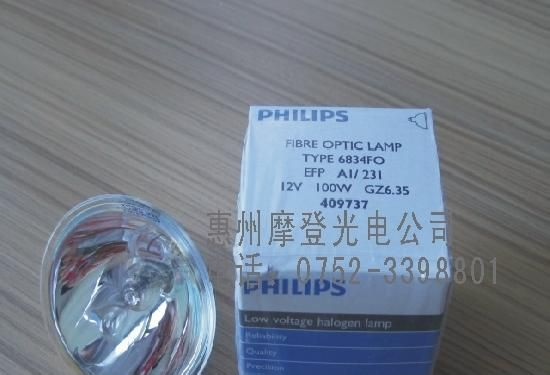 PHILIPS
FIBRE OPTIC LAMP
TYPE 6834FO
EFP A1/231
12V 100W GZ6.35
409737
惠州摩登光电公司
电话:0752-3398801
PHILIPS
Low voltage halogen lamp
Reliability
Quality
Precision